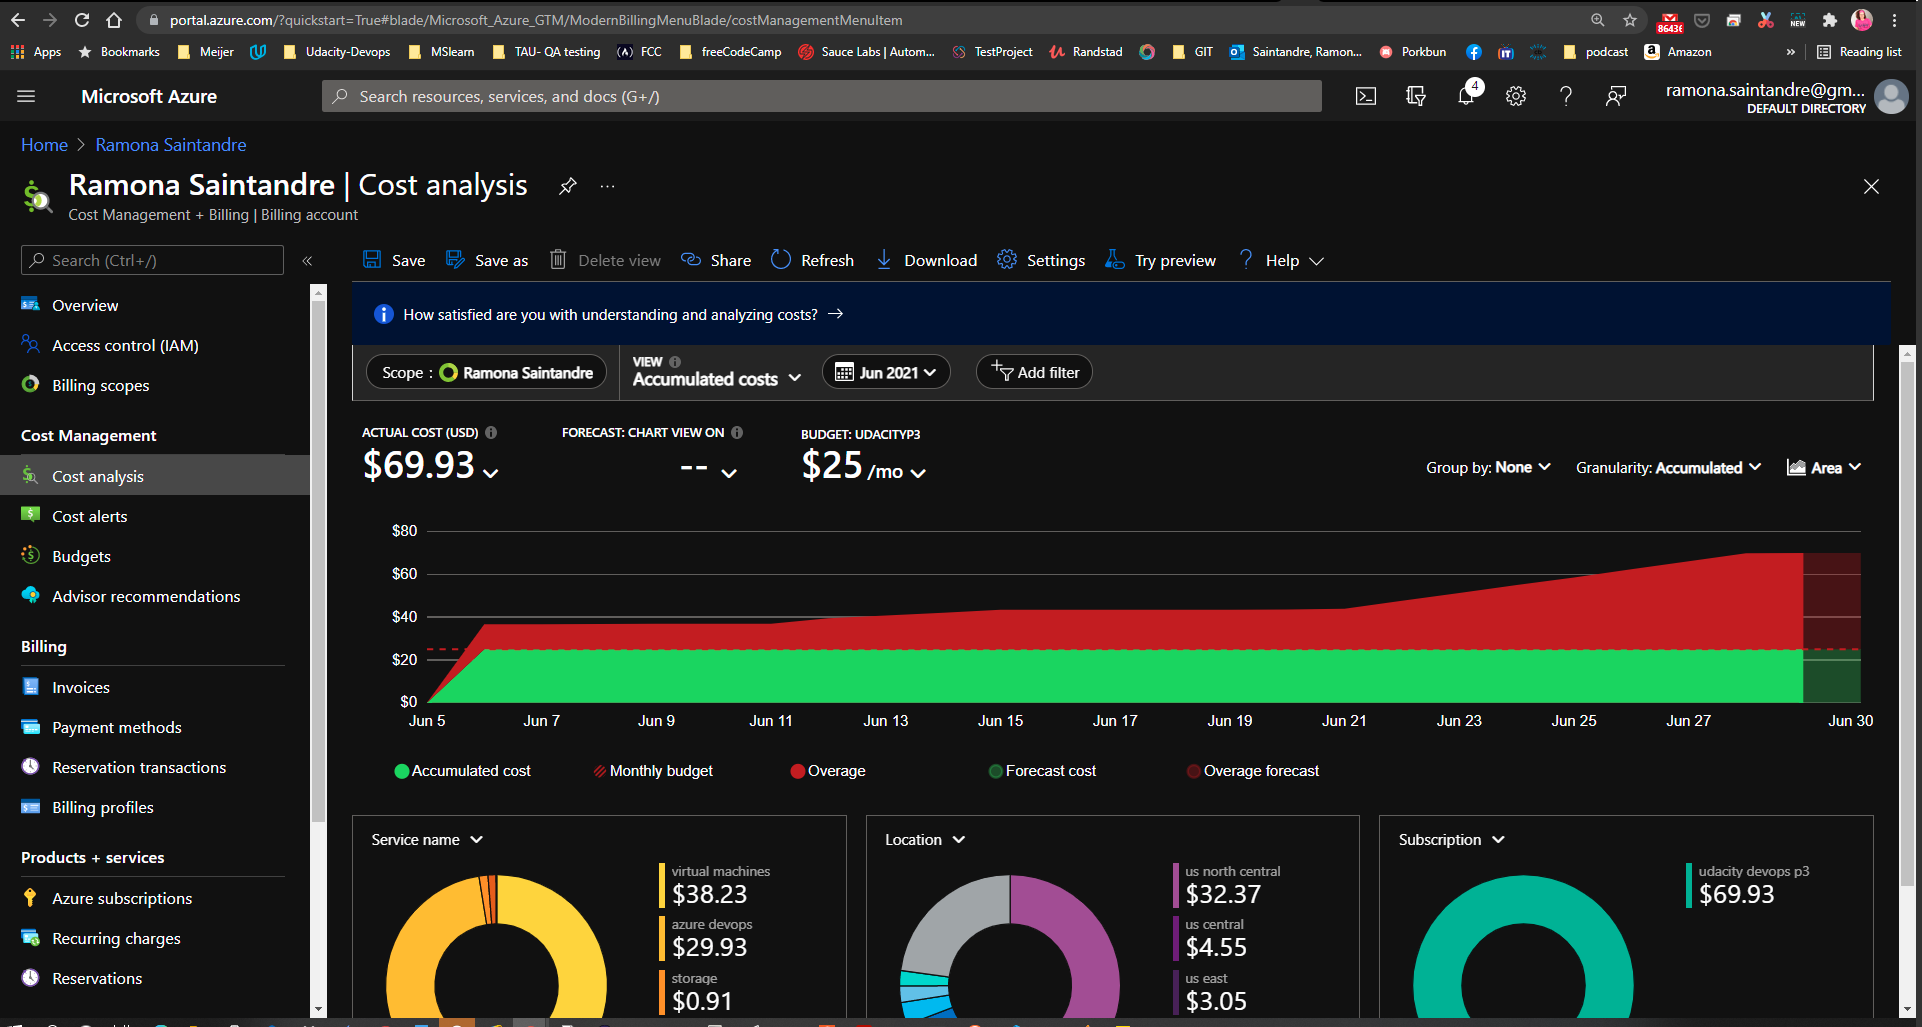 portal.azure.com/?quickstart=True#blade/Microsoft_Azure_GTM/ModernBillingMenuBlade/costManagementMenuItem
NEW
Apps Bookmarks Meijer Udacity-Devops MSlearn TAU- QA testing FCC freeCodeCamp Sauce Labs | Autom... TestProject Randstad GIT Saintandre, Ramon... Porkbun podcast Amazon » Reading list
Microsoft Azure
Search resources, services, and docs (G+/)
4
ramona.saintandre@gm...
DEFAULT DIRECTORY
Home > Ramona Saintandre
Ramona Saintandre | Cost analysis
Cost Management + Billing | Billing account
Search (Ctrl+/)
«
Overview
Access control (IAM)
Billing scopes
Cost Management
Cost analysis
Cost alerts
Budgets
Advisor recommendations
Billing
Invoices
Payment methods
Reservation transactions
Billing profiles
Products + services
Azure subscriptions
Recurring charges
Reservations
Save Save as Delete view Share Refresh Download Settings Try preview Help
How satisfied are you with understanding and analyzing costs? →
Scope : Ramona Saintandre
VIEW
Accumulated costs
Jun 2021
Add filter
ACTUAL COST (USD)
$69.93
FORECAST: CHART VIEW ON
--
BUDGET: UDACITYP3
$25 /mo
Group by: None
Granularity: Accumulated
Area
$80
$60
$40
$20
$0
Jun 5 Jun 7 Jun 9 Jun 11 Jun 13 Jun 15 Jun 17 Jun 19 Jun 21 Jun 23 Jun 25 Jun 27 Jun 30
Accumulated cost Monthly budget Overage Forecast cost Overage forecast
Service name
virtual machines
$38.23
azure devops
$29.93
storage
$0.91
Location
us north central
$32.37
us central
$4.55
us east
$3.05
Subscription
udacity devops p3
$69.93